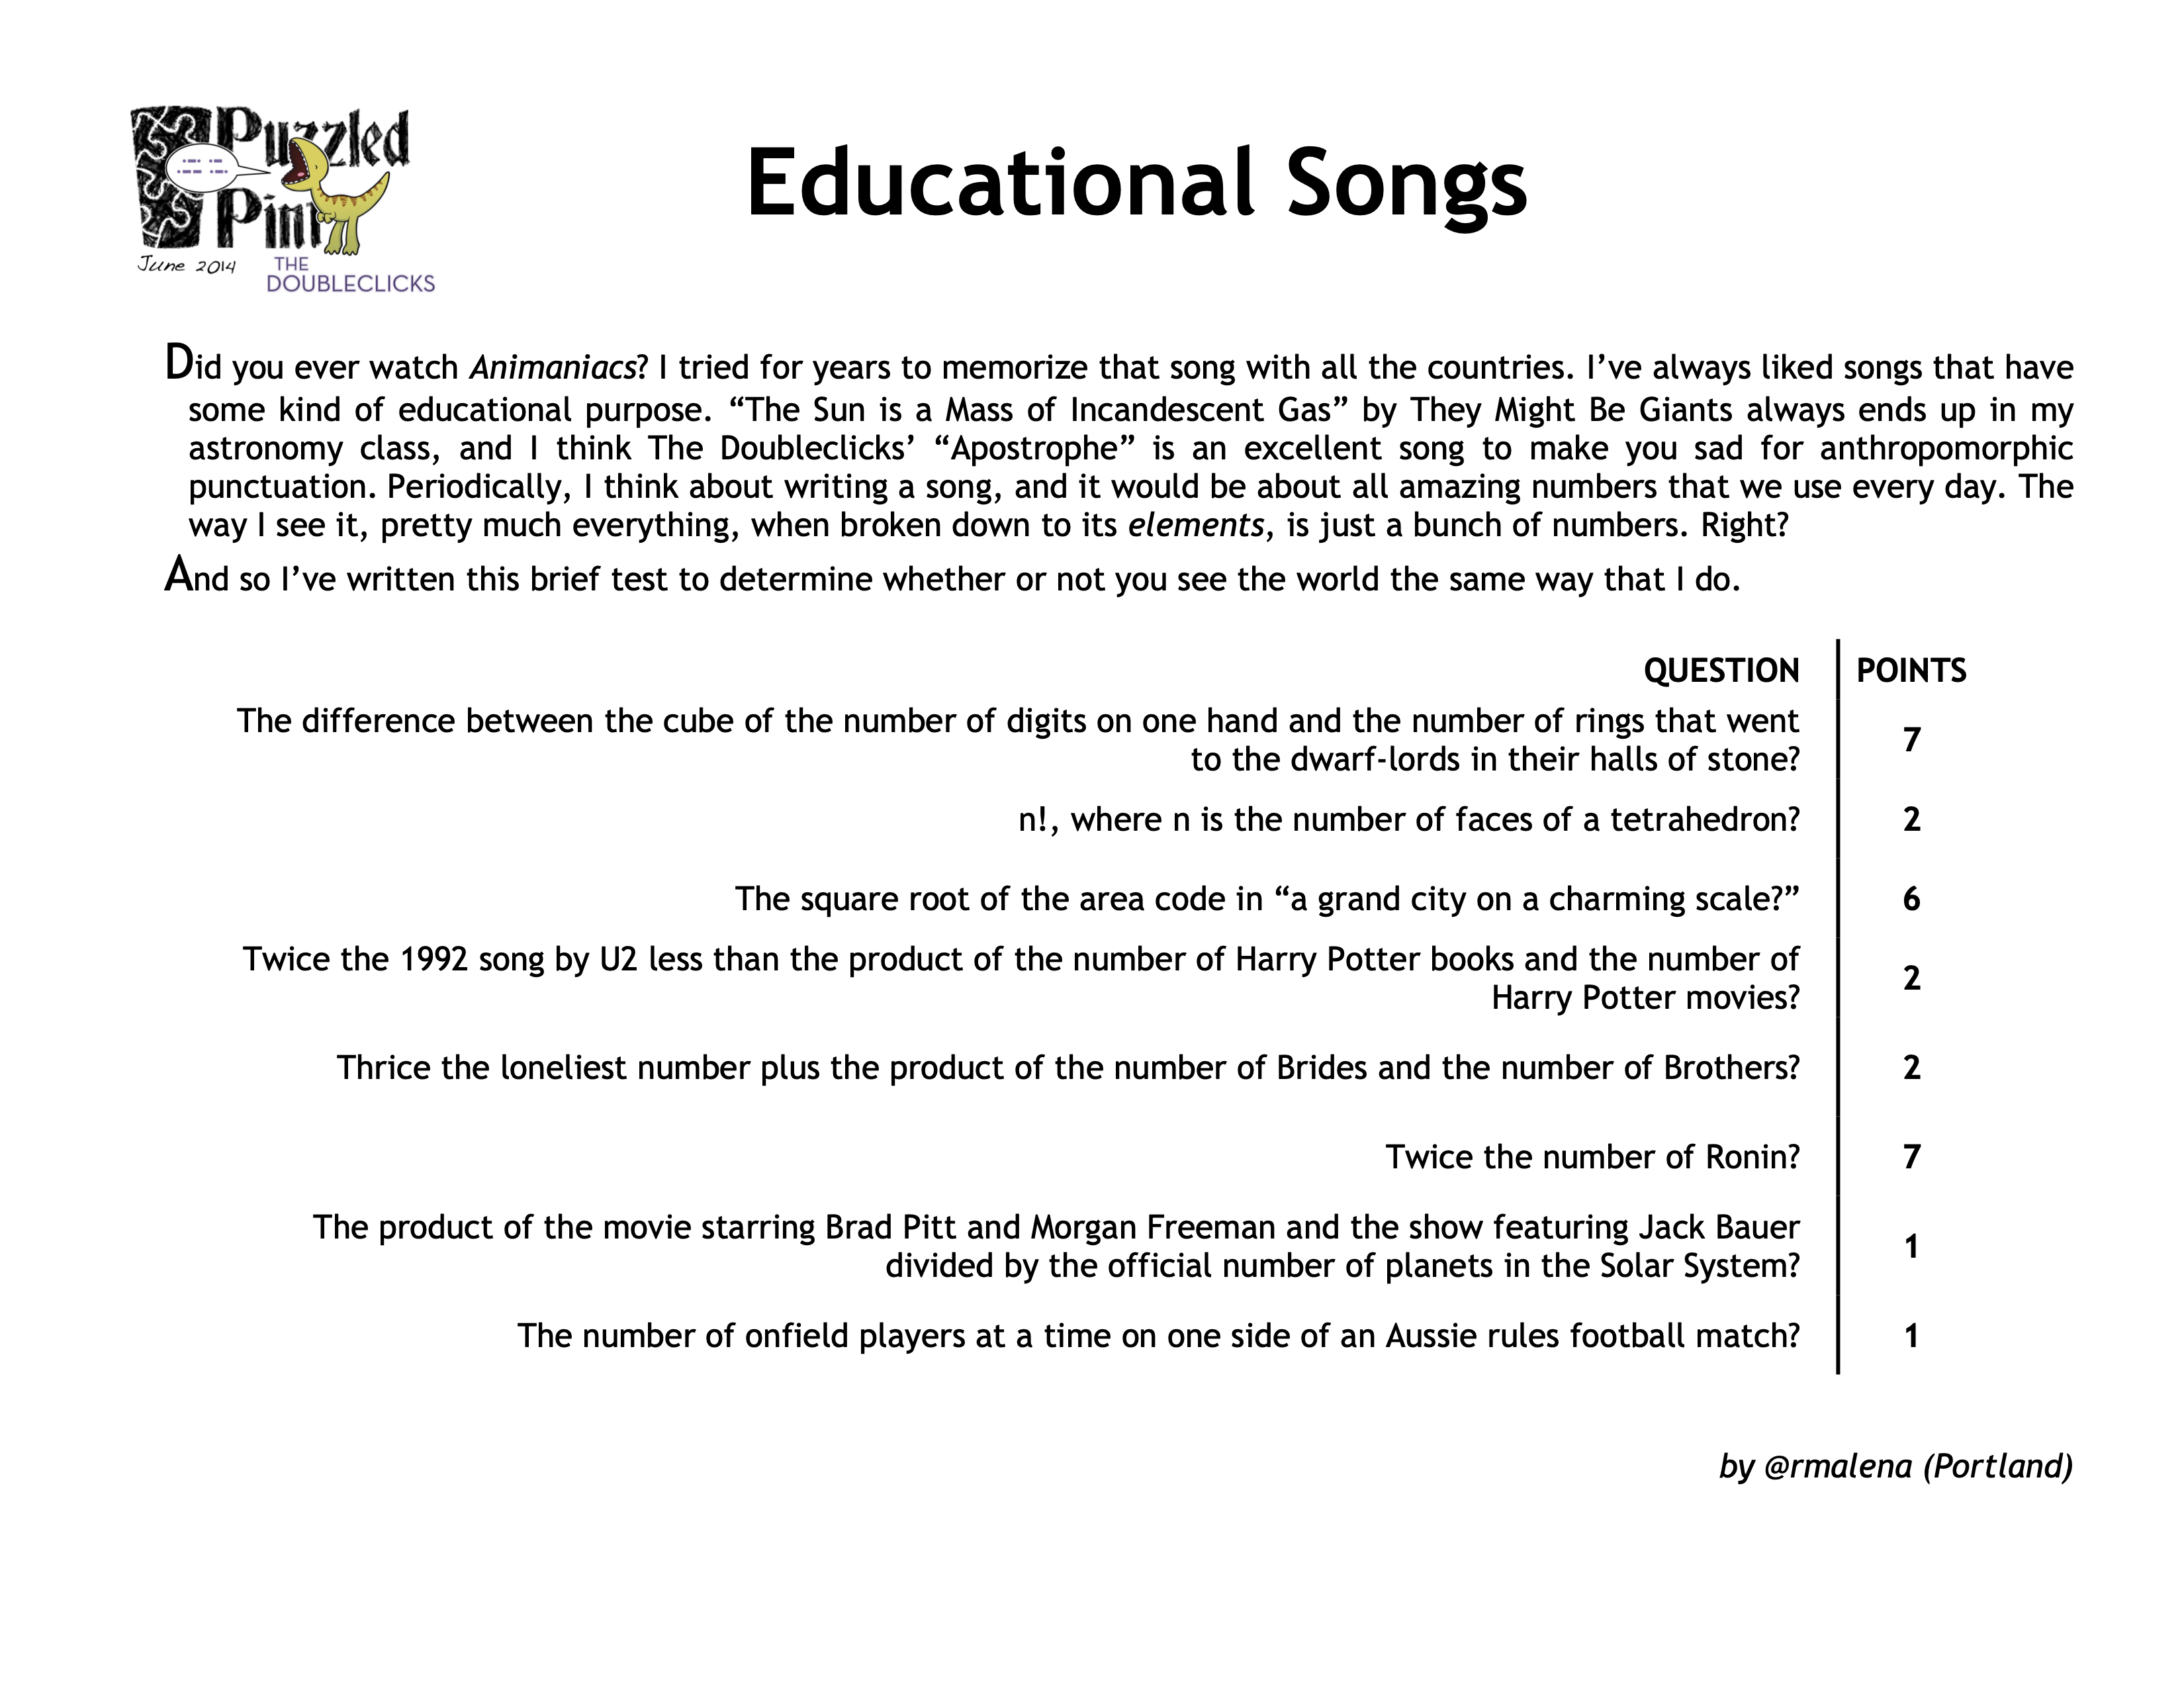 Puzzled
Pint
June 2014
THE
DOUBLECLICKS
Educational Songs
Did you ever watch Animaniacs? I tried for years to memorize that song with all the countries. I’ve always liked songs that have
some kind of educational purpose. “The Sun is a Mass of Incandescent Gas” by They Might Be Giants always ends up in my
astronomy class, and I think The Doubleclicks’ “Apostrophe” is an excellent song to make you sad for anthropomorphic
punctuation. Periodically, I think about writing a song, and it would be about all amazing numbers that we use every day. The
way I see it, pretty much everything, when broken down to its elements, is just a bunch of numbers. Right?
And so I’ve written this brief test to determine whether or not you see the world the same way that I do.
QUESTION POINTS
The difference between the cube of the number of digits on one hand and the number of rings that went
to the dwarf-lords in their halls of stone?
7
n!, where n is the number of faces of a tetrahedron? 2
The square root of the area code in “a grand city on a charming scale?” 6
Twice the 1992 song by U2 less than the product of the number of Harry Potter books and the number of
Harry Potter movies?
2
Thrice the loneliest number plus the product of the number of Brides and the number of Brothers? 2
Twice the number of Ronin? 7
The product of the movie starring Brad Pitt and Morgan Freeman and the show featuring Jack Bauer
divided by the official number of planets in the Solar System?
1
The number of onfield players at a time on one side of an Aussie rules football match? 1
by @rmalena (Portland)